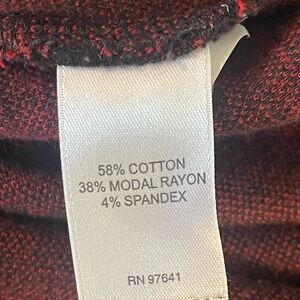 58% COTTON
38% MODAL RAYON
4% SPANDEX
RN 97641